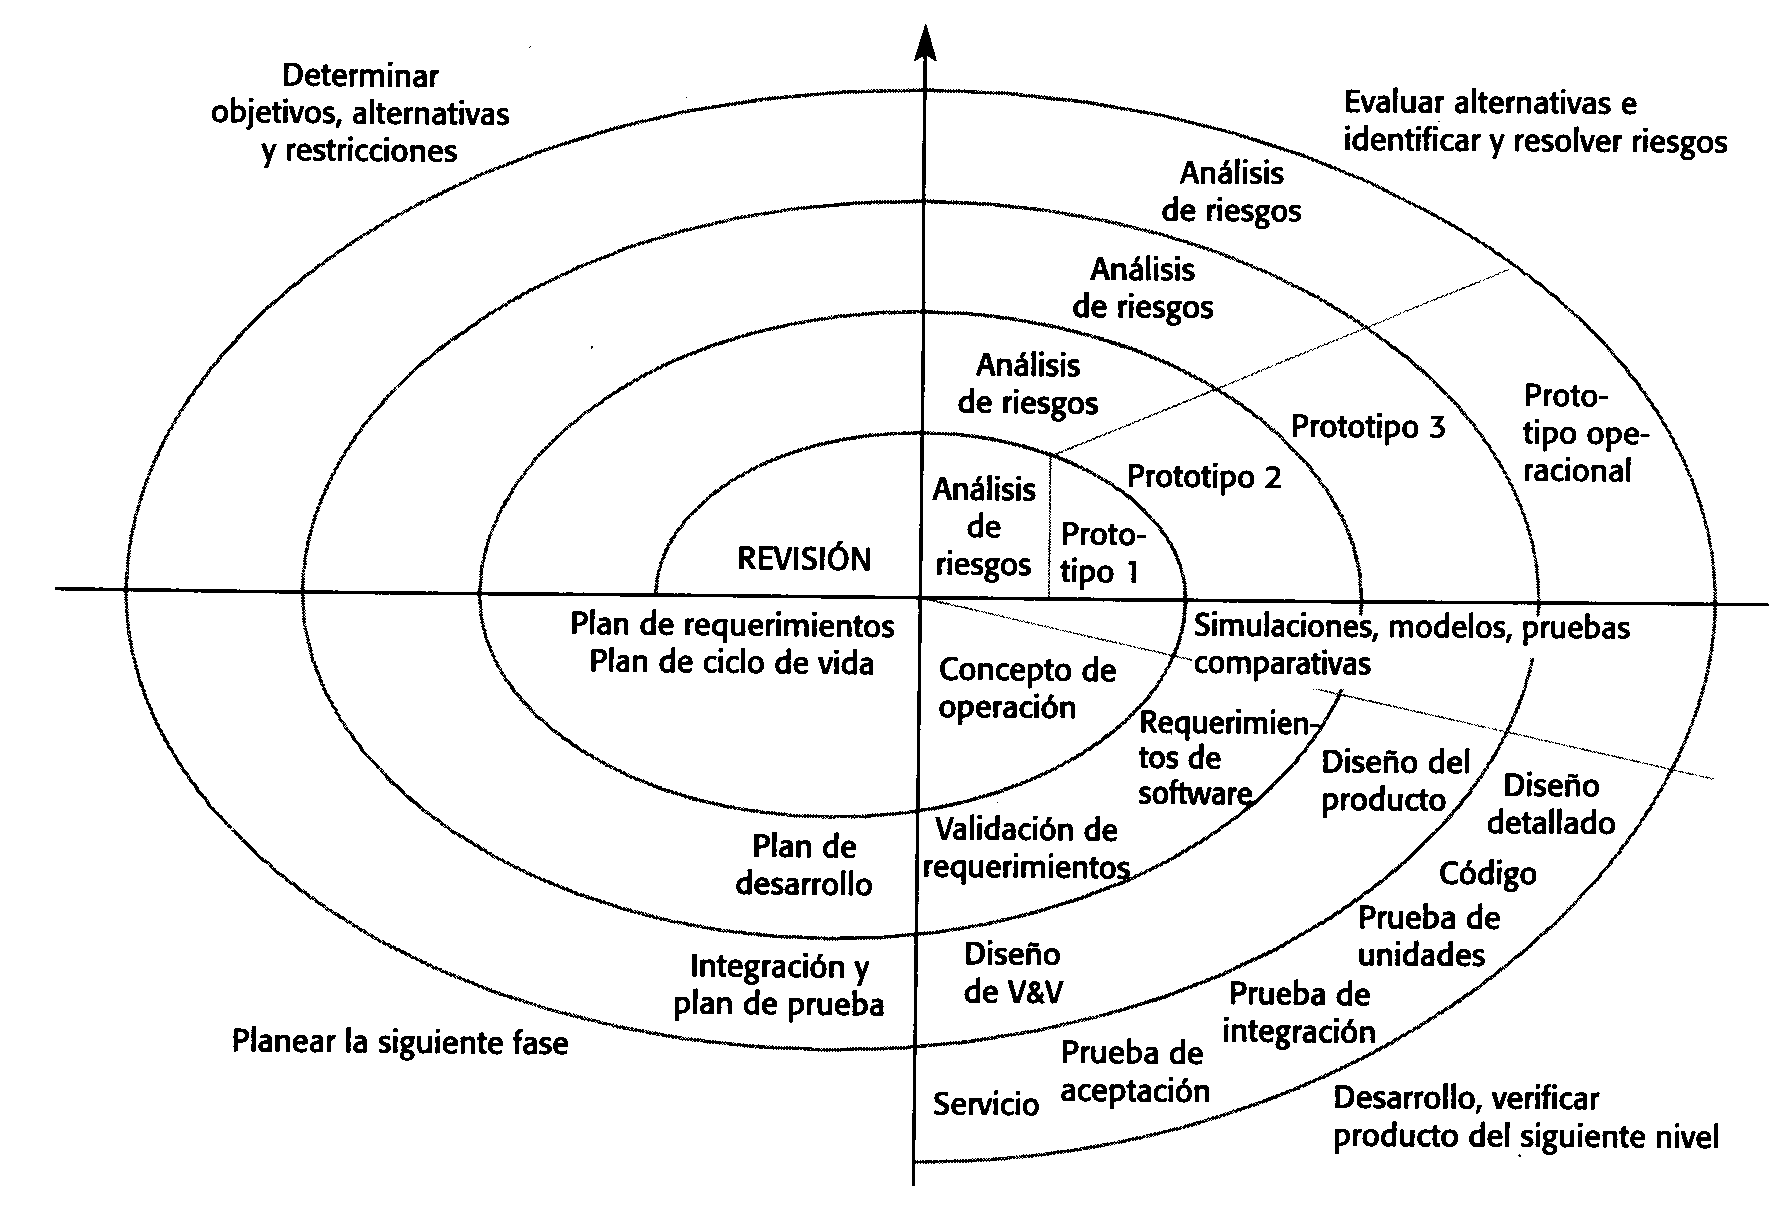 Determinar
objetivos, alternativas
y restricciones
Evaluar alternativas e
identificar y resolver riesgos
Análisis
de riesgos
Análisis
de riesgos
Análisis
de riesgos
Análisis
de
riesgos
Proto-
tipo 1
Prototipo 2
Prototipo 3
Proto-
tipo ope-
racional
REVISIÓN
Plan de requerimientos
Plan de ciclo de vida
Concepto de
operación
Simulaciones, modelos, pruebas
comparativas
Requerimien-
tos de
software
Diseño del
producto
Diseño
detallado
Plan de
desarrollo
Validación de
requerimientos
Código
Prueba de
unidades
Integración y
plan de prueba
Diseño
de V&V
Prueba de
integración
Planear la siguiente fase
Prueba de
aceptación
Servicio
Desarrollo, verificar
producto del siguiente nivel